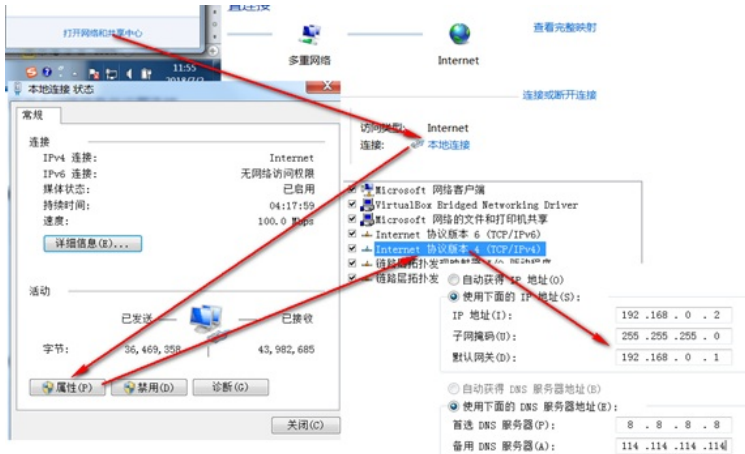 打开网络和共享中心
11:55
多重网络
Internet
查看完整映射
连接或断开连接
访问类型:
Internet
连接:
本地连接
本地连接 状态
常规
连接
IPv4 连接:
Internet
IPv6 连接:
无网络访问权限
媒体状态:
已启用
持续时间:
04:17:59
速度:
100.0 Mbps
详细信息(E)...
活动
已发送
已接收
字节:
36,469,358
43,982,685
属性(P)
禁用(D)
诊断(G)
关闭(C)
Microsoft 网络客户端
VirtualBox Bridged Networking Driver
Microsoft 网络的文件和打印机共享
Internet 协议版本 6 (TCP/IPv6)
Internet 协议版本 4 (TCP/IPv4)
链路层拓扑发现映射器 I/O 驱动程序
链路层拓扑发
自动获得 IP 地址(O)
使用下面的 IP 地址(S):
IP 地址(I):
192 .168 . 0 . 2
子网掩码(U):
255 .255 .255 . 0
默认网关(D):
192 .168 . 0 . 1
自动获得 DNS 服务器地址(B)
使用下面的 DNS 服务器地址(E):
首选 DNS 服务器(P):
8 . 8 . 8 . 8
备用 DNS 服务器(A):
114 .114 .114 .114